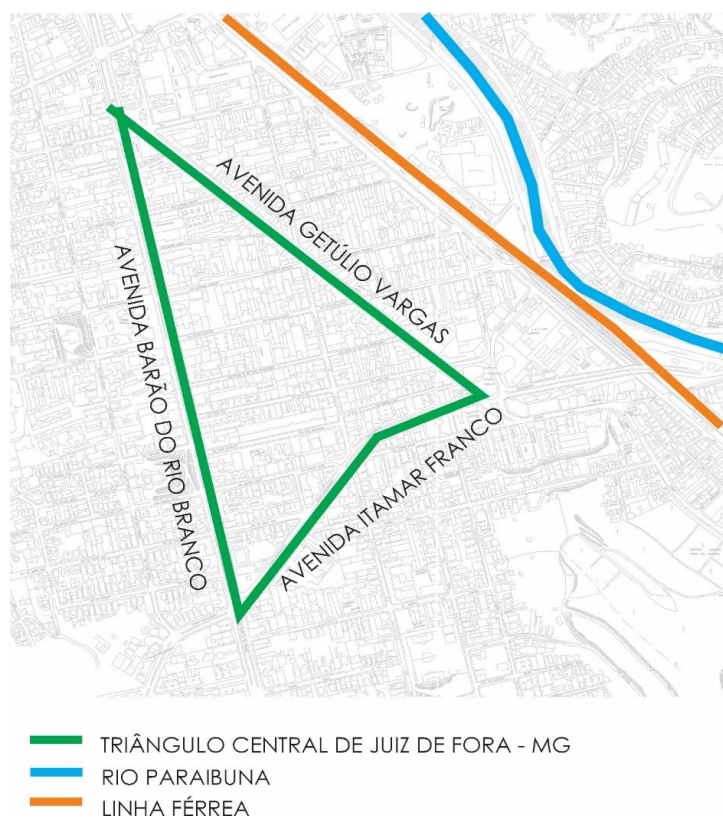 AVENIDA GETÚLIO VARGAS
AVENIDA BARÃO DO RIO BRANCO
AVENIDA ITAMAR FRANCO
TRIÂNGULO CENTRAL DE JUIZ DE FORA - MG
RIO PARAIBUNA
LINHA FÉRREA